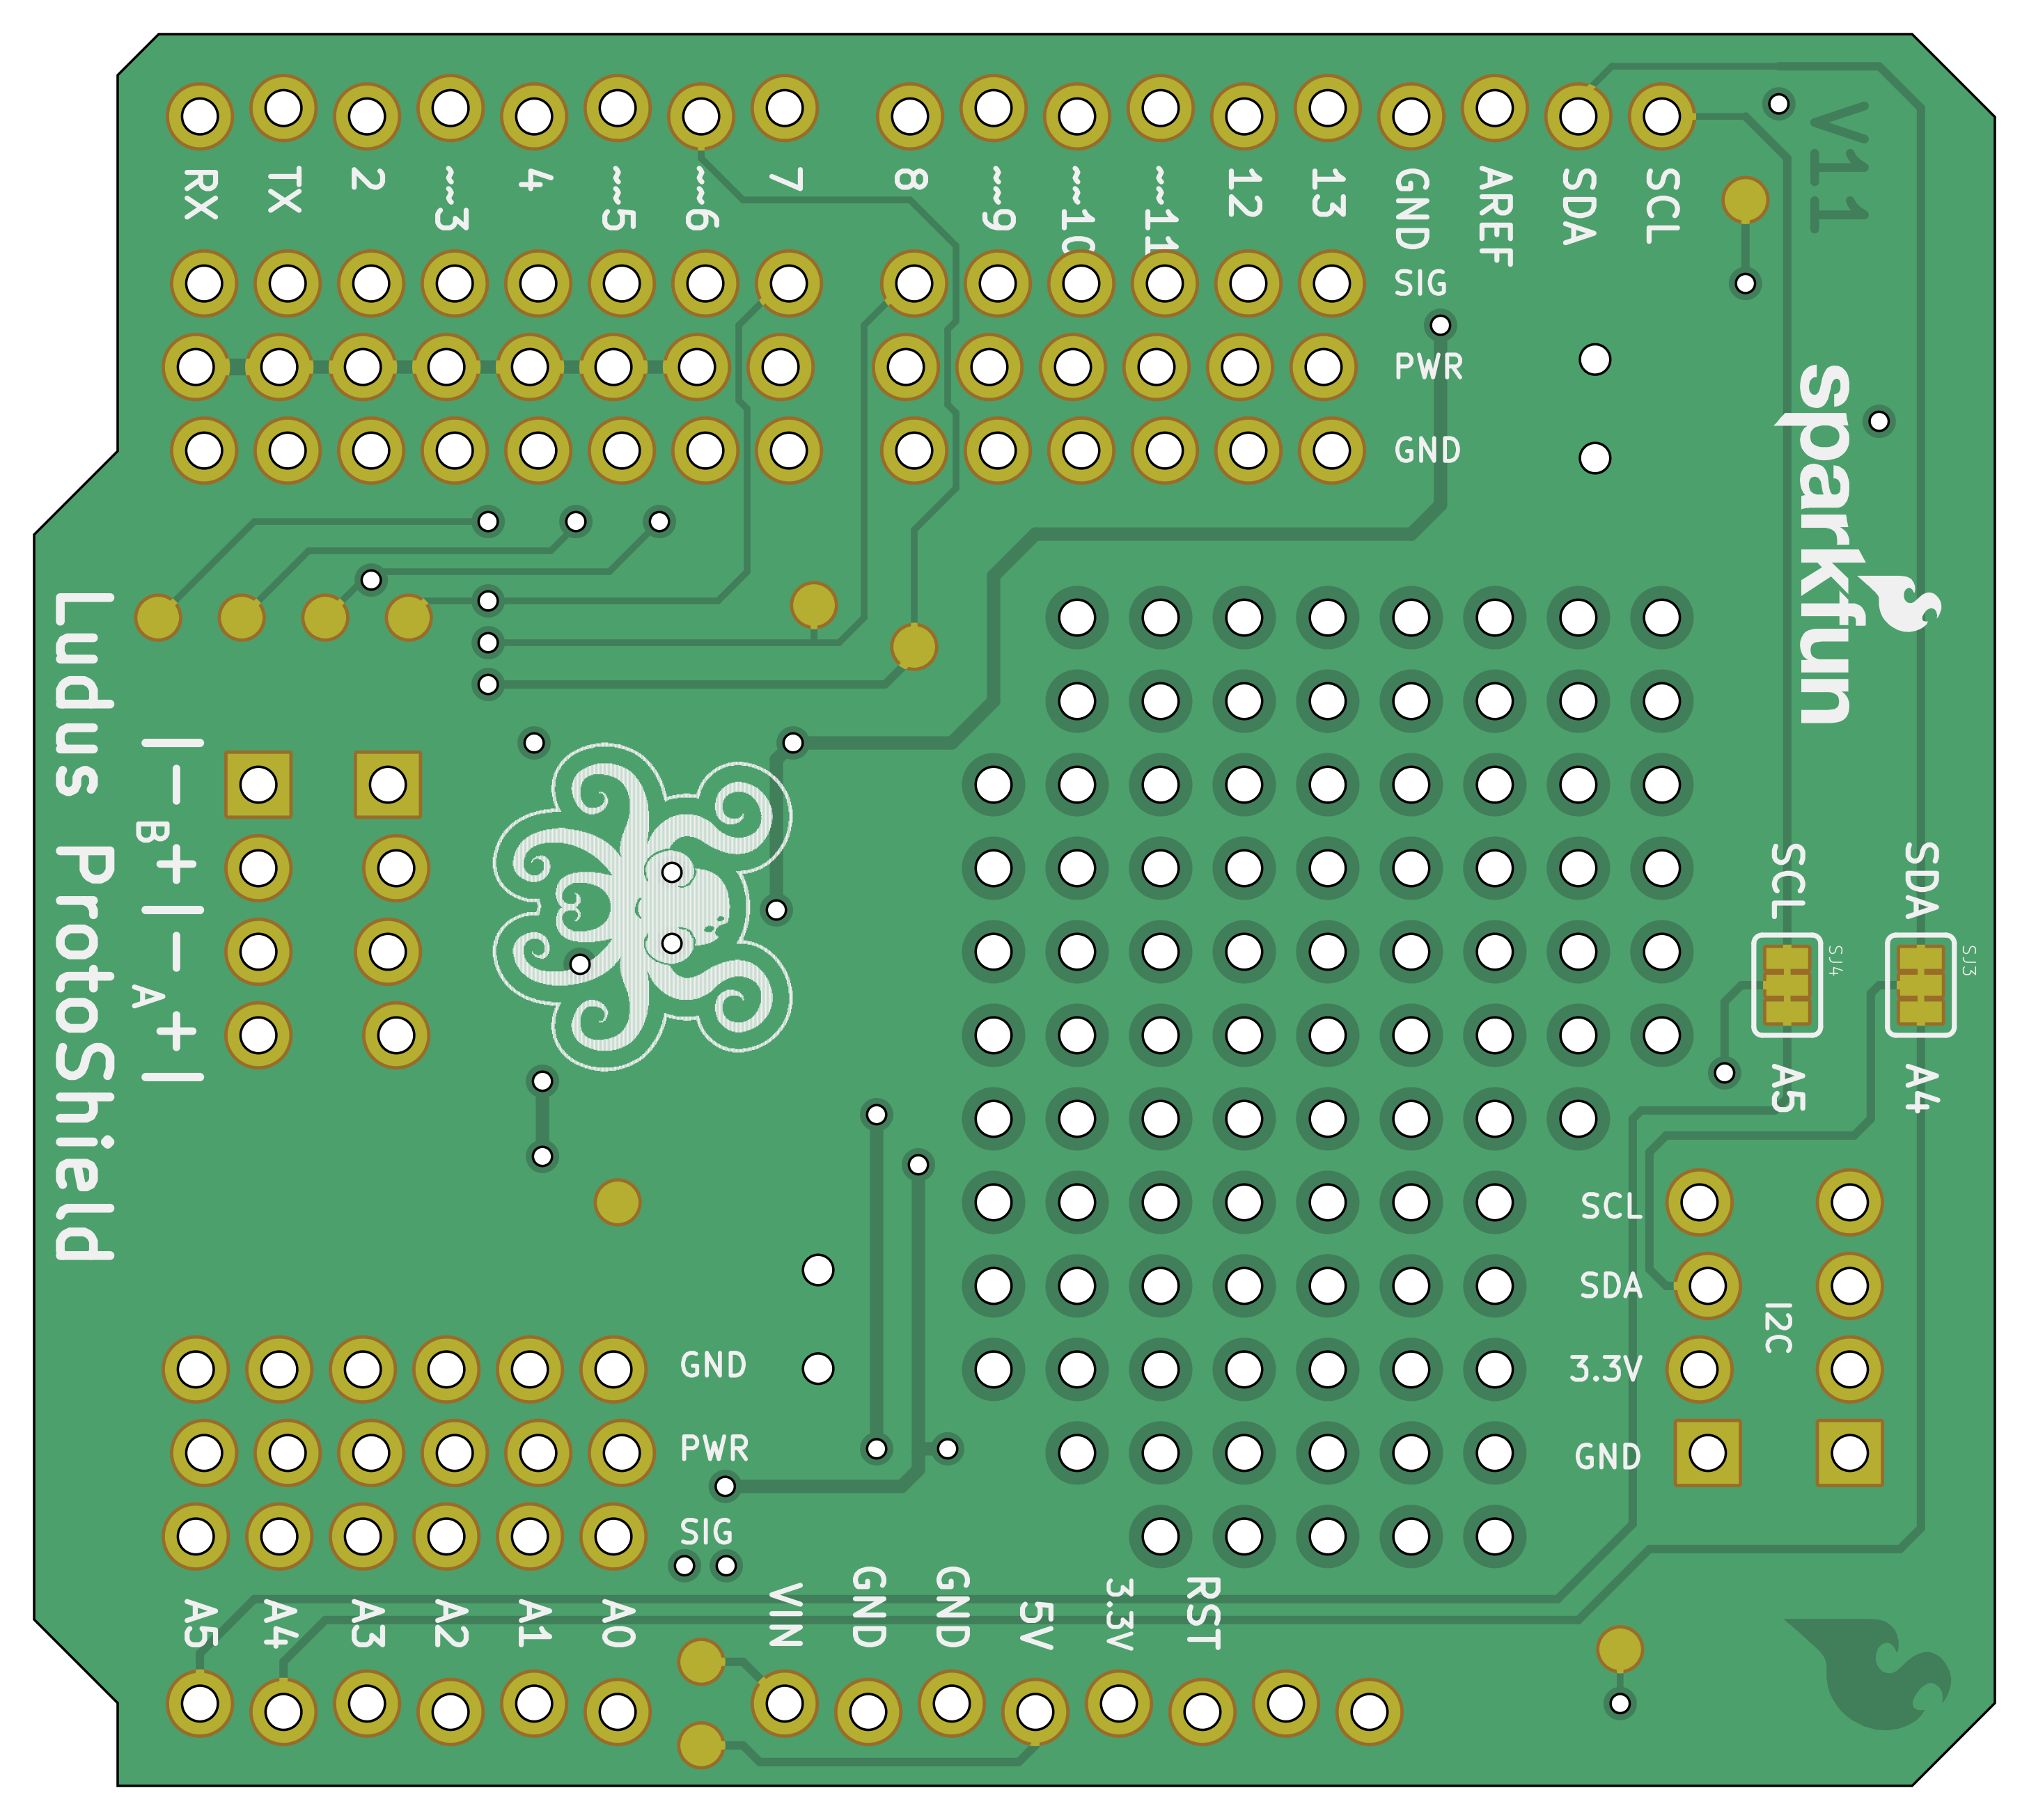 RX
TX
2
~3
4
~5
~6
7
8
~9
~10
~11
12
13
GND
AREF
SDA
SCL
V11
SIG
PWR
GND
sparkfun
Ludus ProtoShield
- B +
- A +
SCL
SJ4
A5
SDA
SJ3
A4
SCL
SDA
3.3V
GND
I2C
GND
PWR
SIG
A5
A4
A3
A2
A1
A0
VIN
GND
GND
5V
3.3V
RST